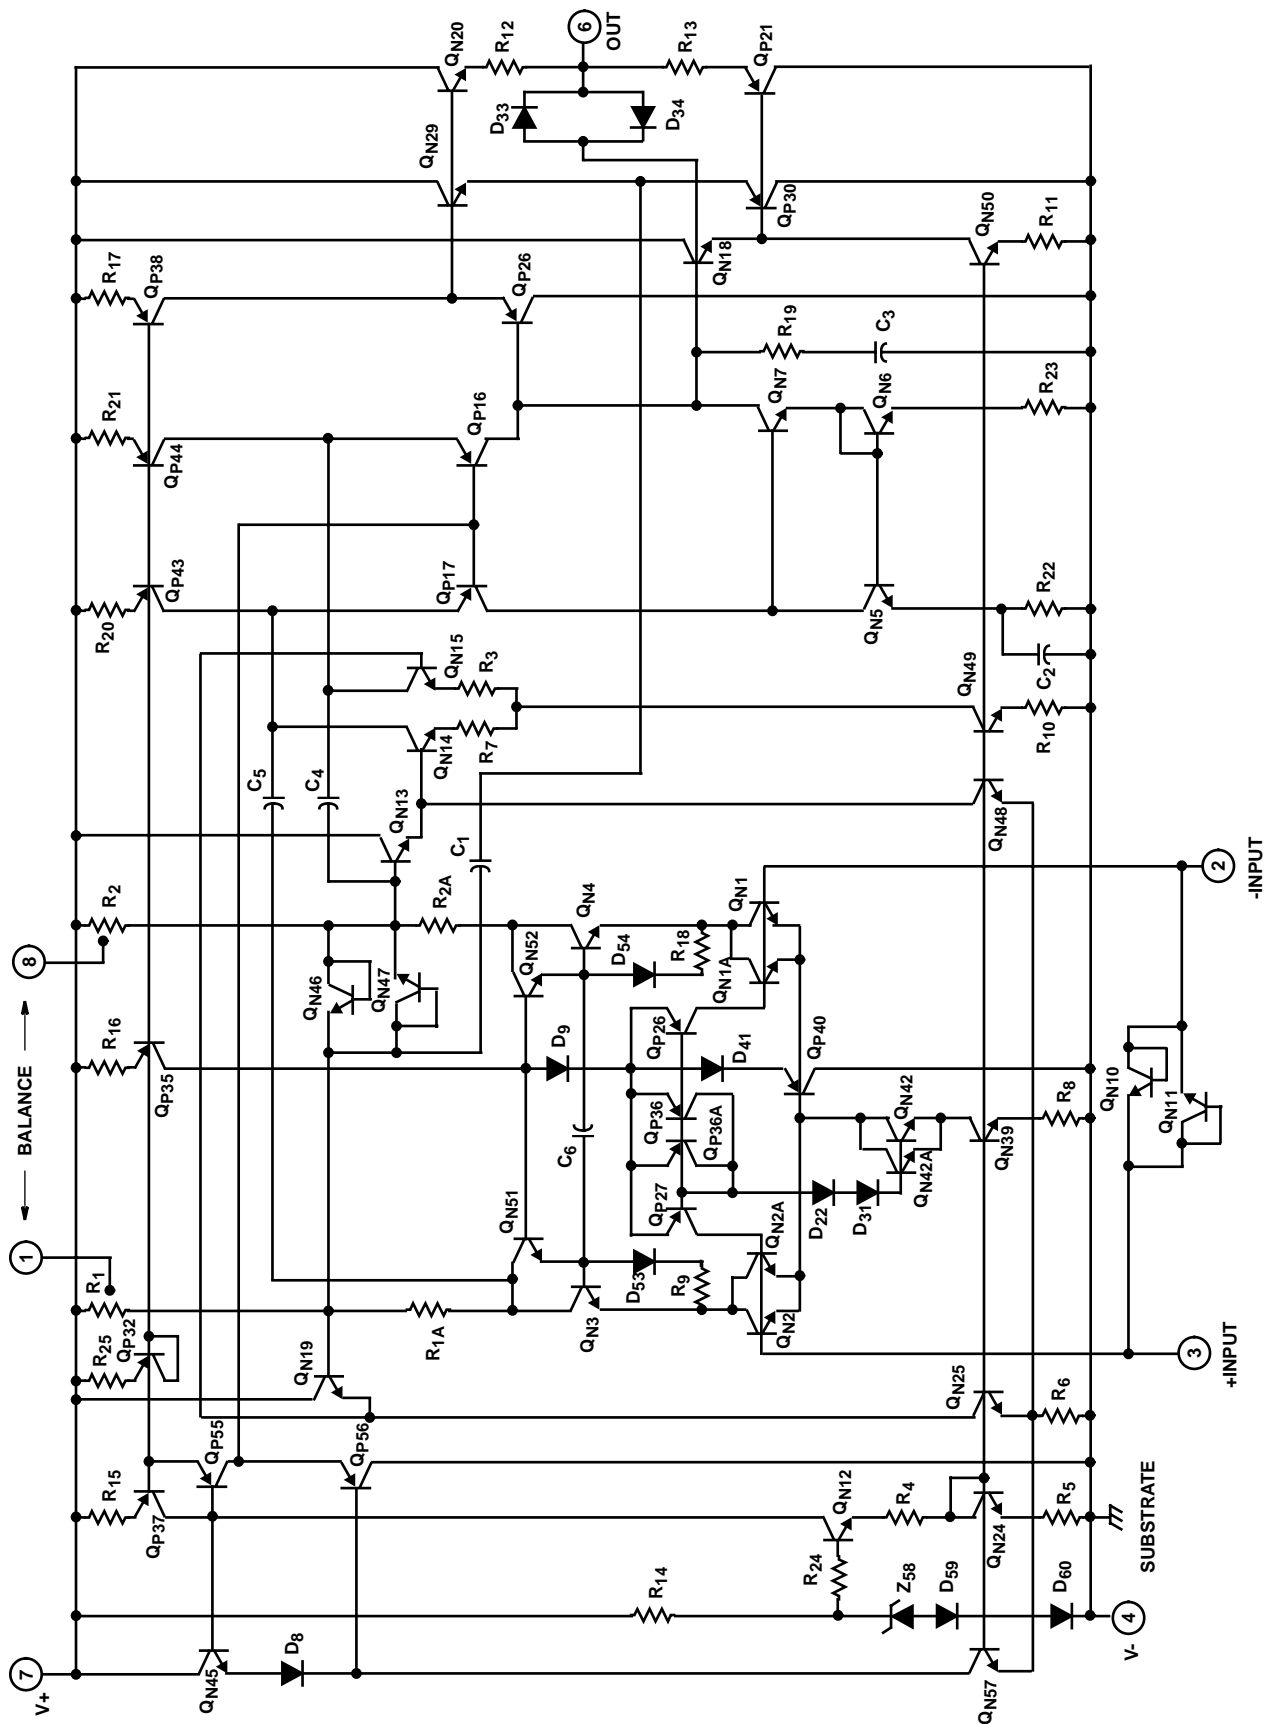 7
V+
1
BALANCE
8
R15
R25
R1
R16
R2
R20
R21
R17
QP37
QP32
QP35
QP43
QP44
QP38
QN45
QP55
D8
QP56
QN19
QN46
QN47
C5
C4
QN13
QN14
QN15
R7
R3
R1A
R2A
C1
QN51
QN52
D9
QN3
C6
QN4
D53
D54
R9
R18
QP27
QP36
QP36A
QP26
D41
QN2
QN2A
QN1A
QN1
QP40
D22
D31
QN42A
QN42
R14
R24
QN12
Z58
D59
D60
R4
QN24
R5
QN57
QN25
R6
QN39
R8
QN48
QN49
R10
C2
R22
QN5
QP17
QP16
QP26
QN7
QN6
R23
R19
C3
QN29
QN20
R12
6
OUT
D33
D34
R13
QP21
QN18
QP30
QN50
R11
QN10
QN11
4
V-
SUBSTRATE
3
+INPUT
2
-INPUT